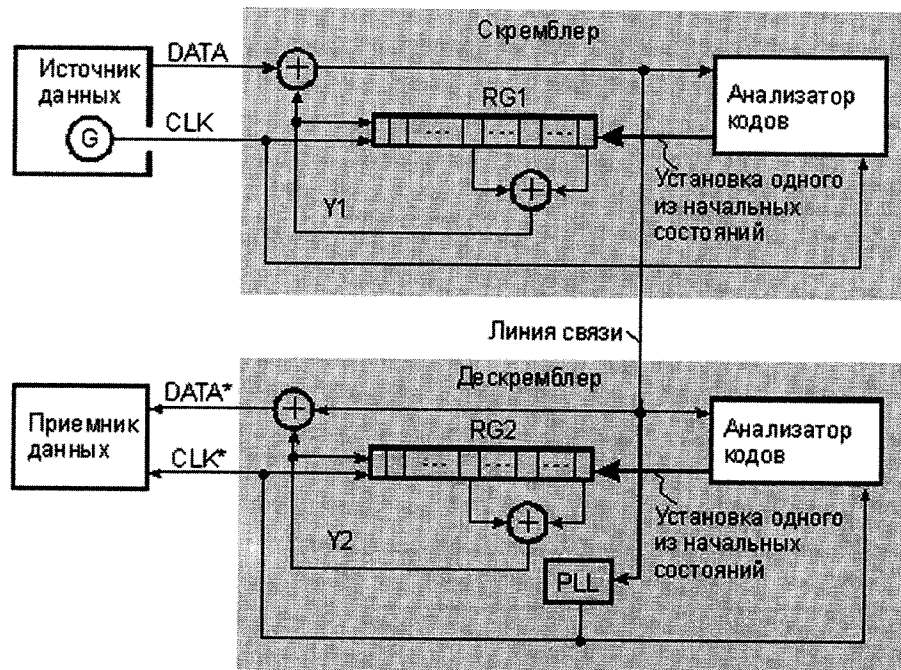 Скремблер
Источник
данных
DATA
G
CLK
RG1
Анализатор
кодов
Y1
Установка одного
из начальных
состояний
Линия связи
Дескремблер
Приемник
данных
DATA*
CLK*
RG2
Анализатор
кодов
Y2
Установка одного
из начальных
состояний
PLL